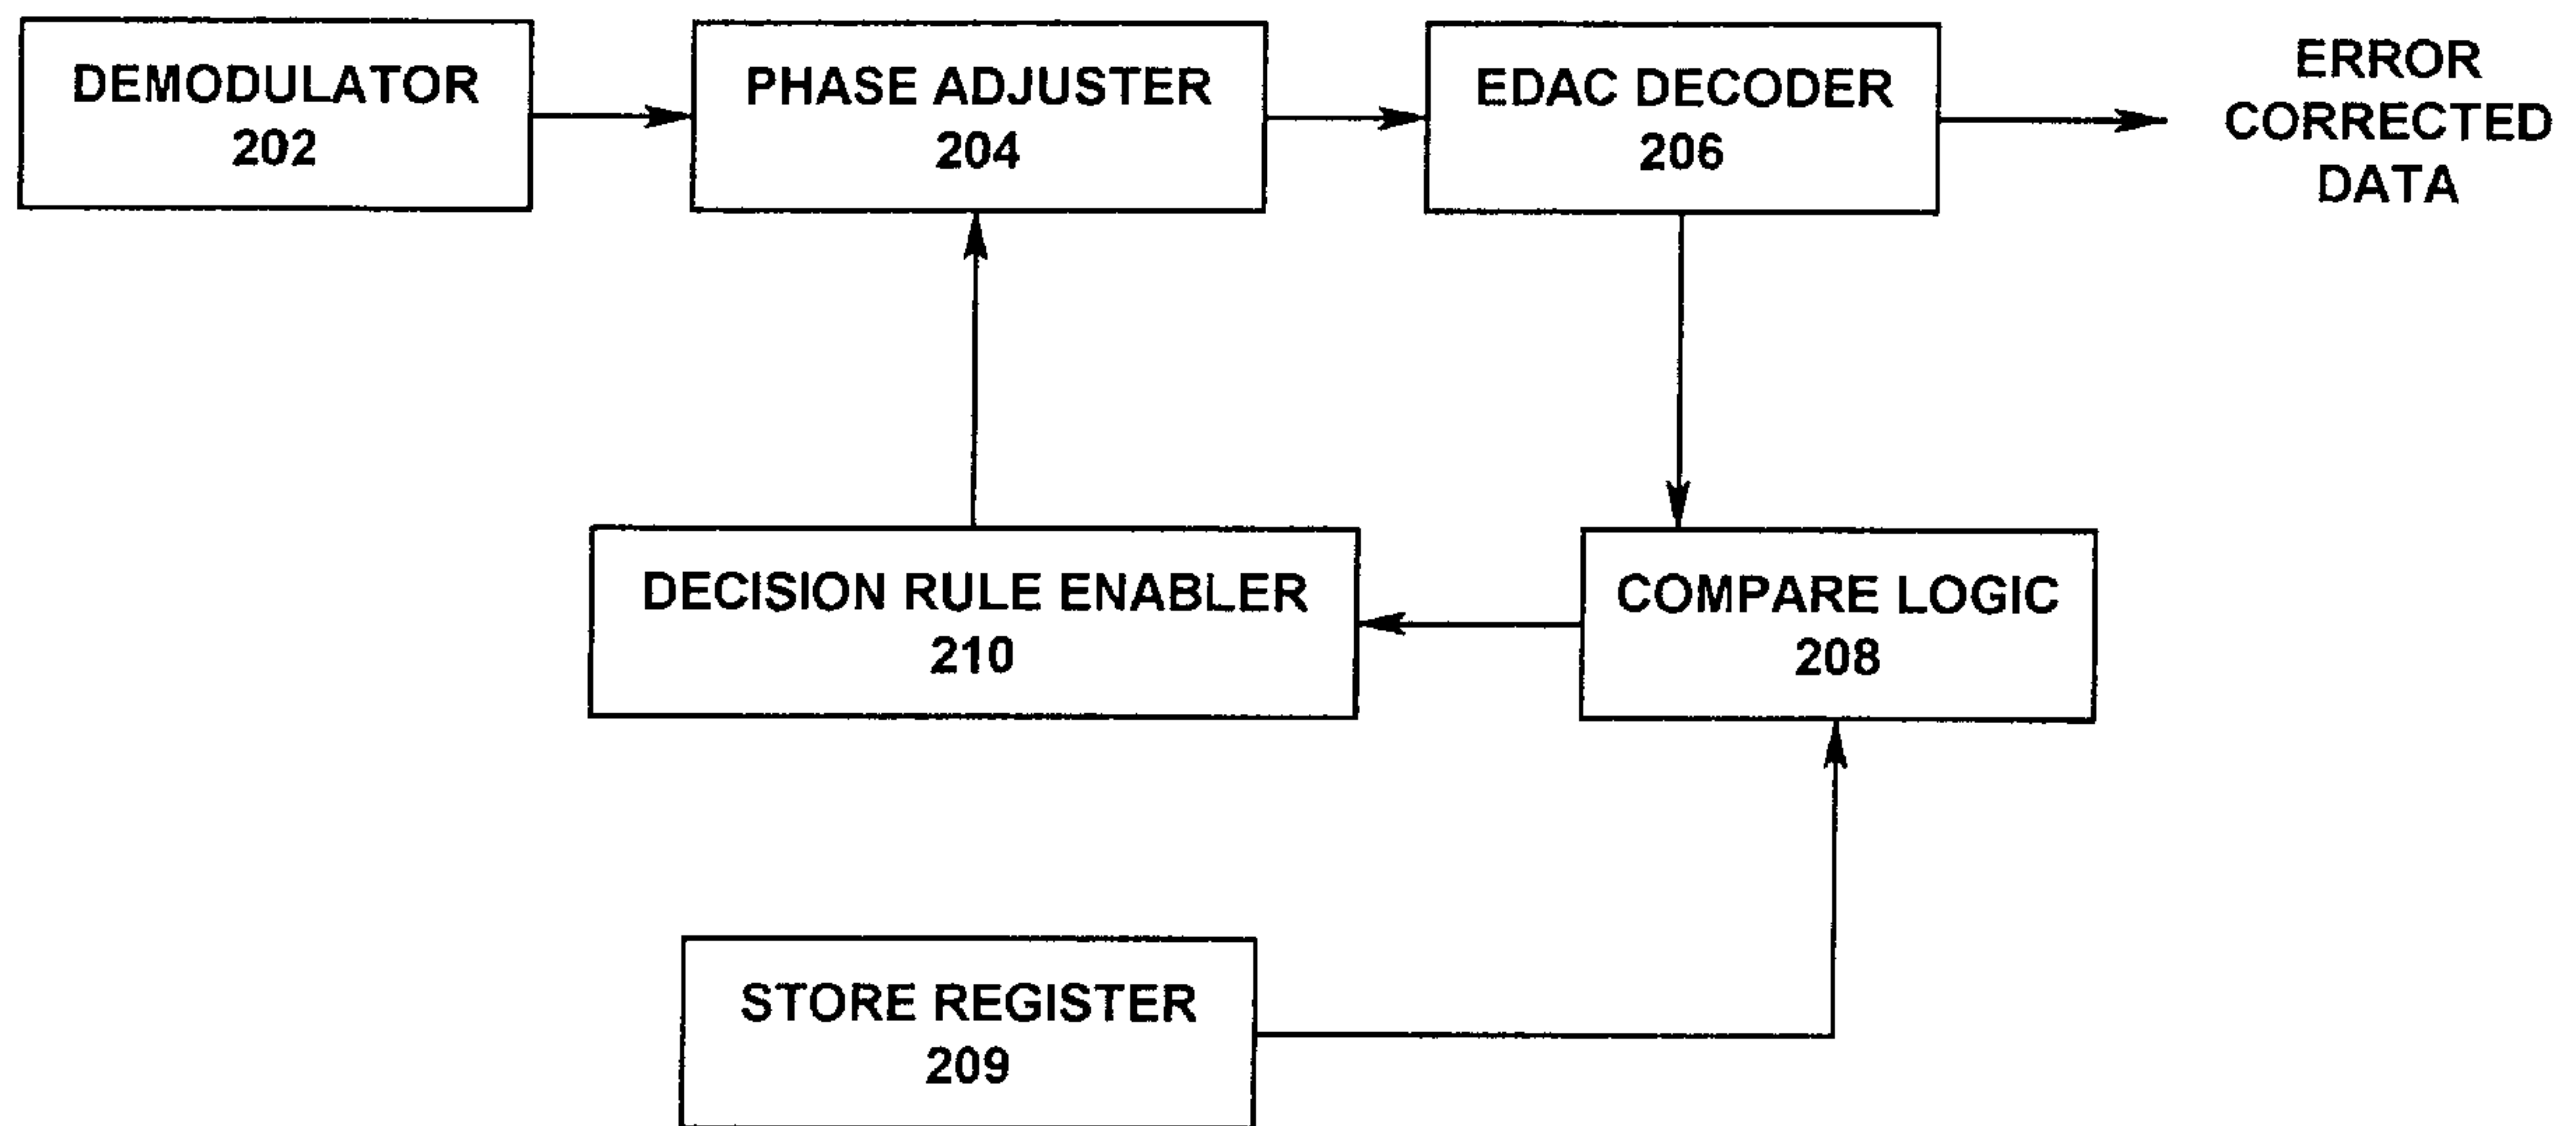 DEMODULATOR
202
PHASE ADJUSTER
204
EDAC DECODER
206
ERROR
CORRECTED
DATA
DECISION RULE ENABLER
210
COMPARE LOGIC
208
STORE REGISTER
209